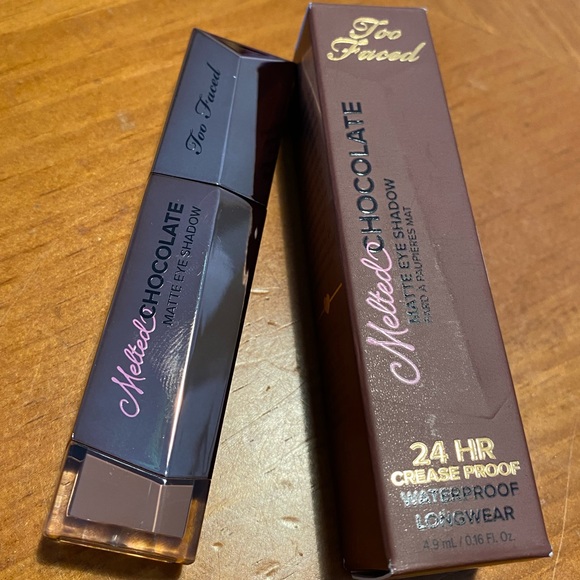 Too Faced
Melted CHOCOLATE
MATTE EYE SHADOW
Too
Faced
Melted CHOCOLATE
MATTE EYE SHADOW
FARD À PAUPIÈRES MAT
24 HR
CREASE PROOF
WATERPROOF
LONGWEAR
4.9 mL / 0.16 Fl. Oz.